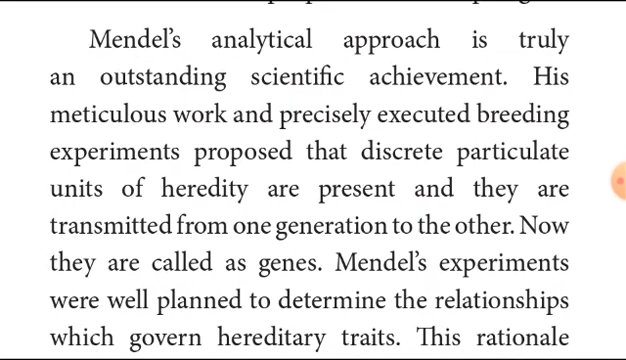 Mendel’s analytical approach is truly
an outstanding scientific achievement. His
meticulous work and precisely executed breeding
experiments proposed that discrete particulate
units of heredity are present and they are
transmitted from one generation to the other. Now
they are called as genes. Mendel’s experiments
were well planned to determine the relationships
which govern hereditary traits. This rationale